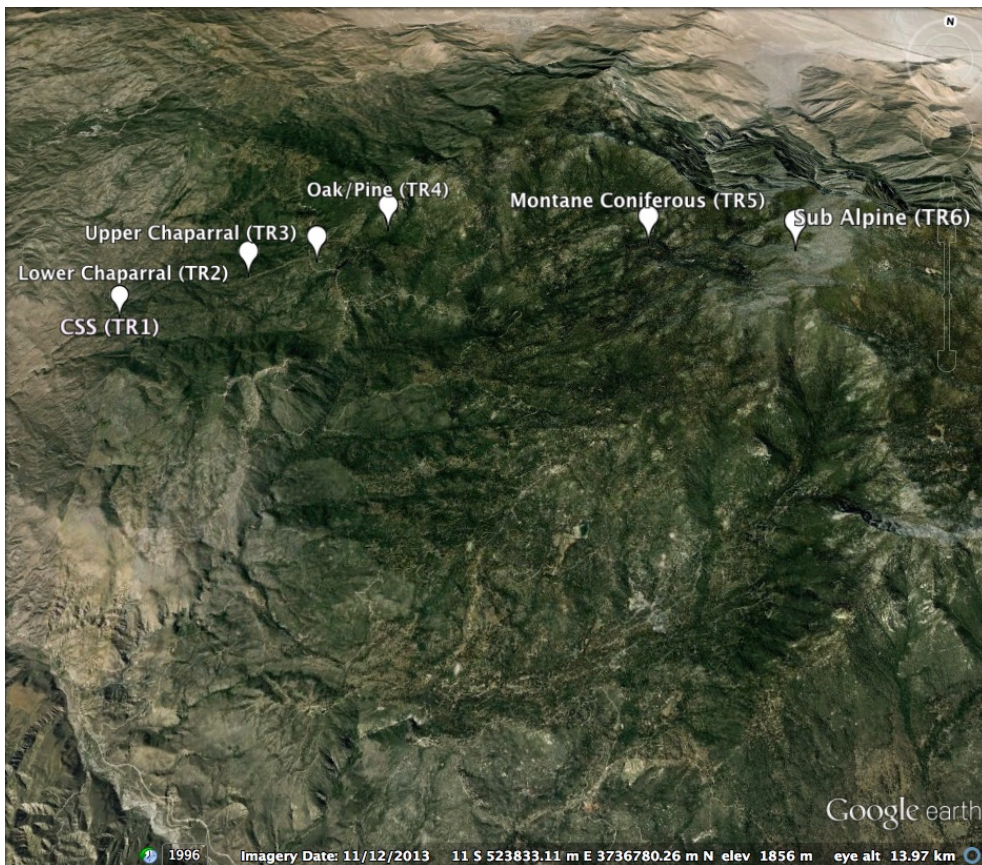 N
Oak/Pine (TR4)
Montane Coniferous (TR5)
Sub Alpine (TR6)
Upper Chaparral (TR3)
Lower Chaparral (TR2)
CSS (TR1)
Google earth
1996 Imagery Date: 11/12/2013 11 S 523833.11 m E 3736780.26 m N elev 1856 m eye alt 13.97 km